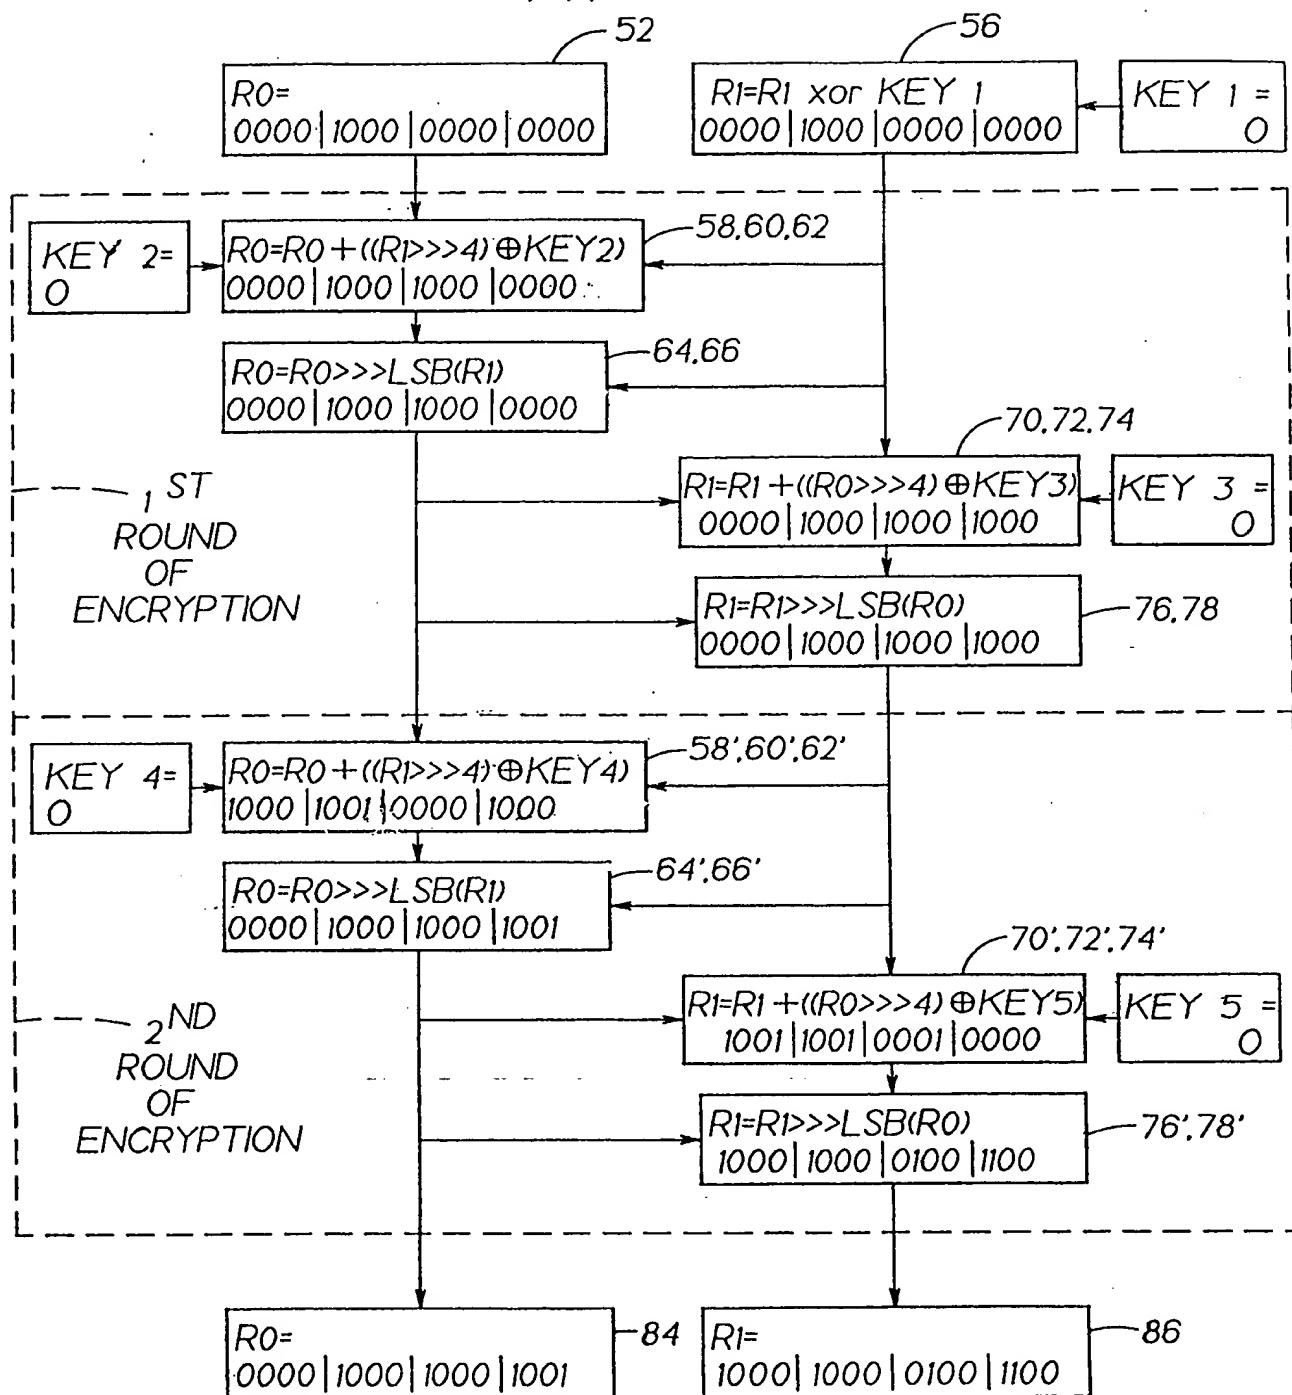 52
56
R0=
0000|1000|0000|0000
R1=R1 xor KEY 1
0000|1000|0000|0000
KEY 1 =
0
KEY 2=
0
R0=R0+((R1>>>4)⊕KEY2)
0000|1000|1000|0000
58,60,62
R0=R0>>>LSB(R1)
0000|1000|1000|0000
64,66
70,72,74
R1=R1+((R0>>>4)⊕KEY3)
0000|1000|1000|1000
KEY 3 =
0
1 ST
ROUND
OF
ENCRYPTION
R1=R1>>>LSB(R0)
0000|1000|1000|1000
76,78
KEY 4=
0
R0=R0+((R1>>>4)⊕KEY4)
1000|1001|0000|1000
58',60',62'
R0=R0>>>LSB(R1)
0000|1000|1000|1001
64',66'
70',72',74'
R1=R1+((R0>>>4)⊕KEY5)
1001|1001|0001|0000
KEY 5 =
0
2 ND
ROUND
OF
ENCRYPTION
R1=R1>>>LSB(R0)
1000|1000|0100|1100
76',78'
R0=
0000|1000|1000|1001
84
R1=
1000|1000|0100|1100
86